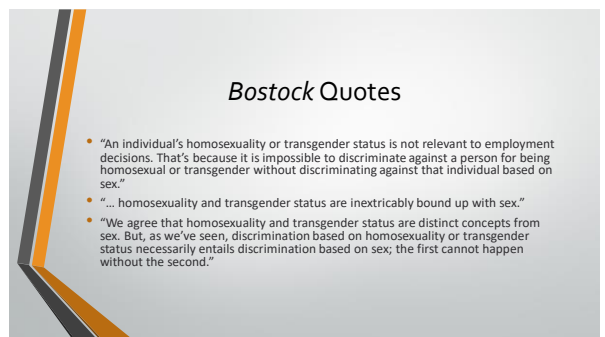 Bostock Quotes
• “An individual’s homosexuality or transgender status is not relevant to employment
decisions. That’s because it is impossible to discriminate against a person for being
homosexual or transgender without discriminating against that individual based on
sex.”
• “… homosexuality and transgender status are inextricably bound up with sex.”
• “We agree that homosexuality and transgender status are distinct concepts from
sex. But, as we’ve seen, discrimination based on homosexuality or transgender
status necessarily entails discrimination based on sex; the first cannot happen
without the second.”